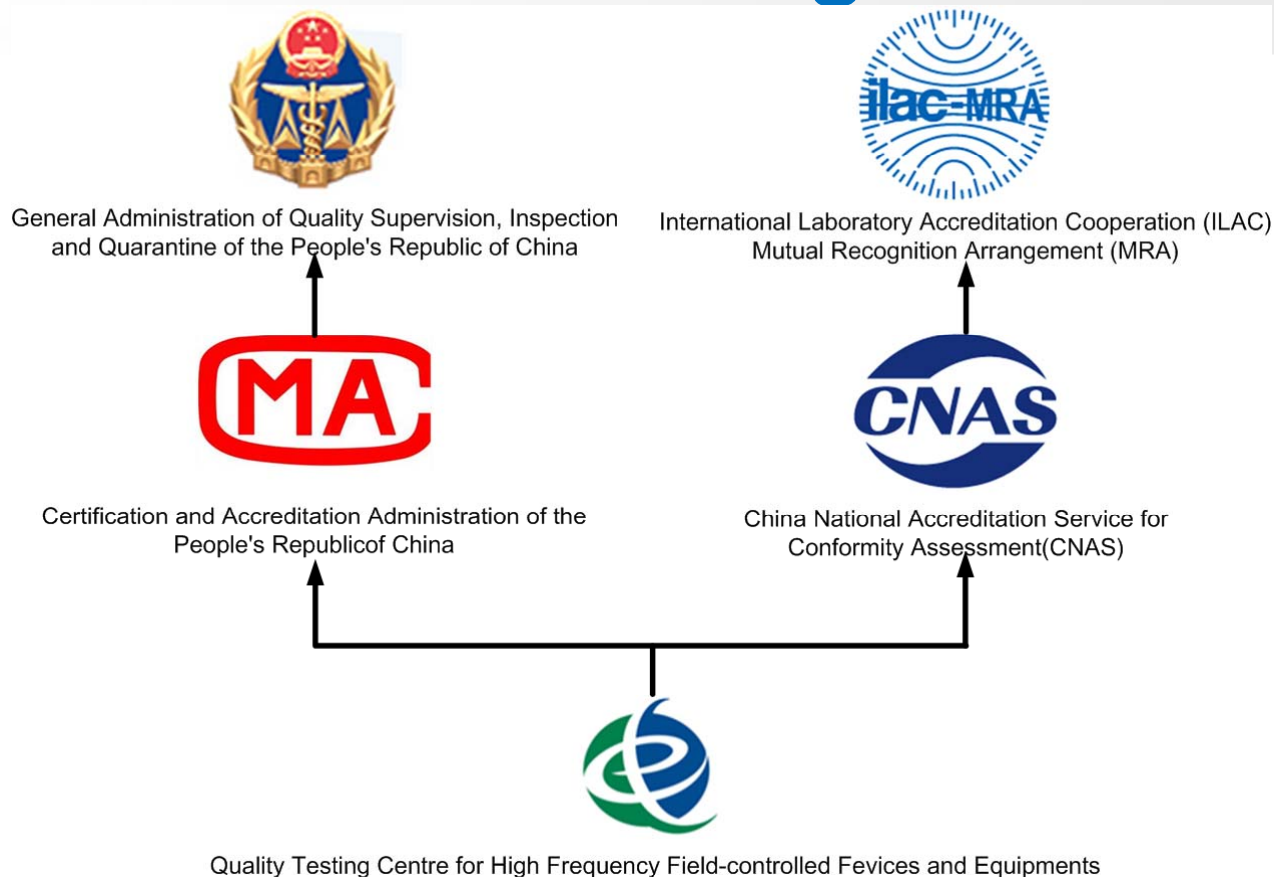 ilac-MRA
General Administration of Quality Supervision, Inspection
and Quarantine of the People's Republic of China
International Laboratory Accreditation Cooperation (ILAC)
Mutual Recognition Arrangement (MRA)
MA
CNAS
Certification and Accreditation Administration of the
People's Republicof China
China National Accreditation Service for
Conformity Assessment(CNAS)
Quality Testing Centre for High Frequency Field-controlled Fevices and Equipments